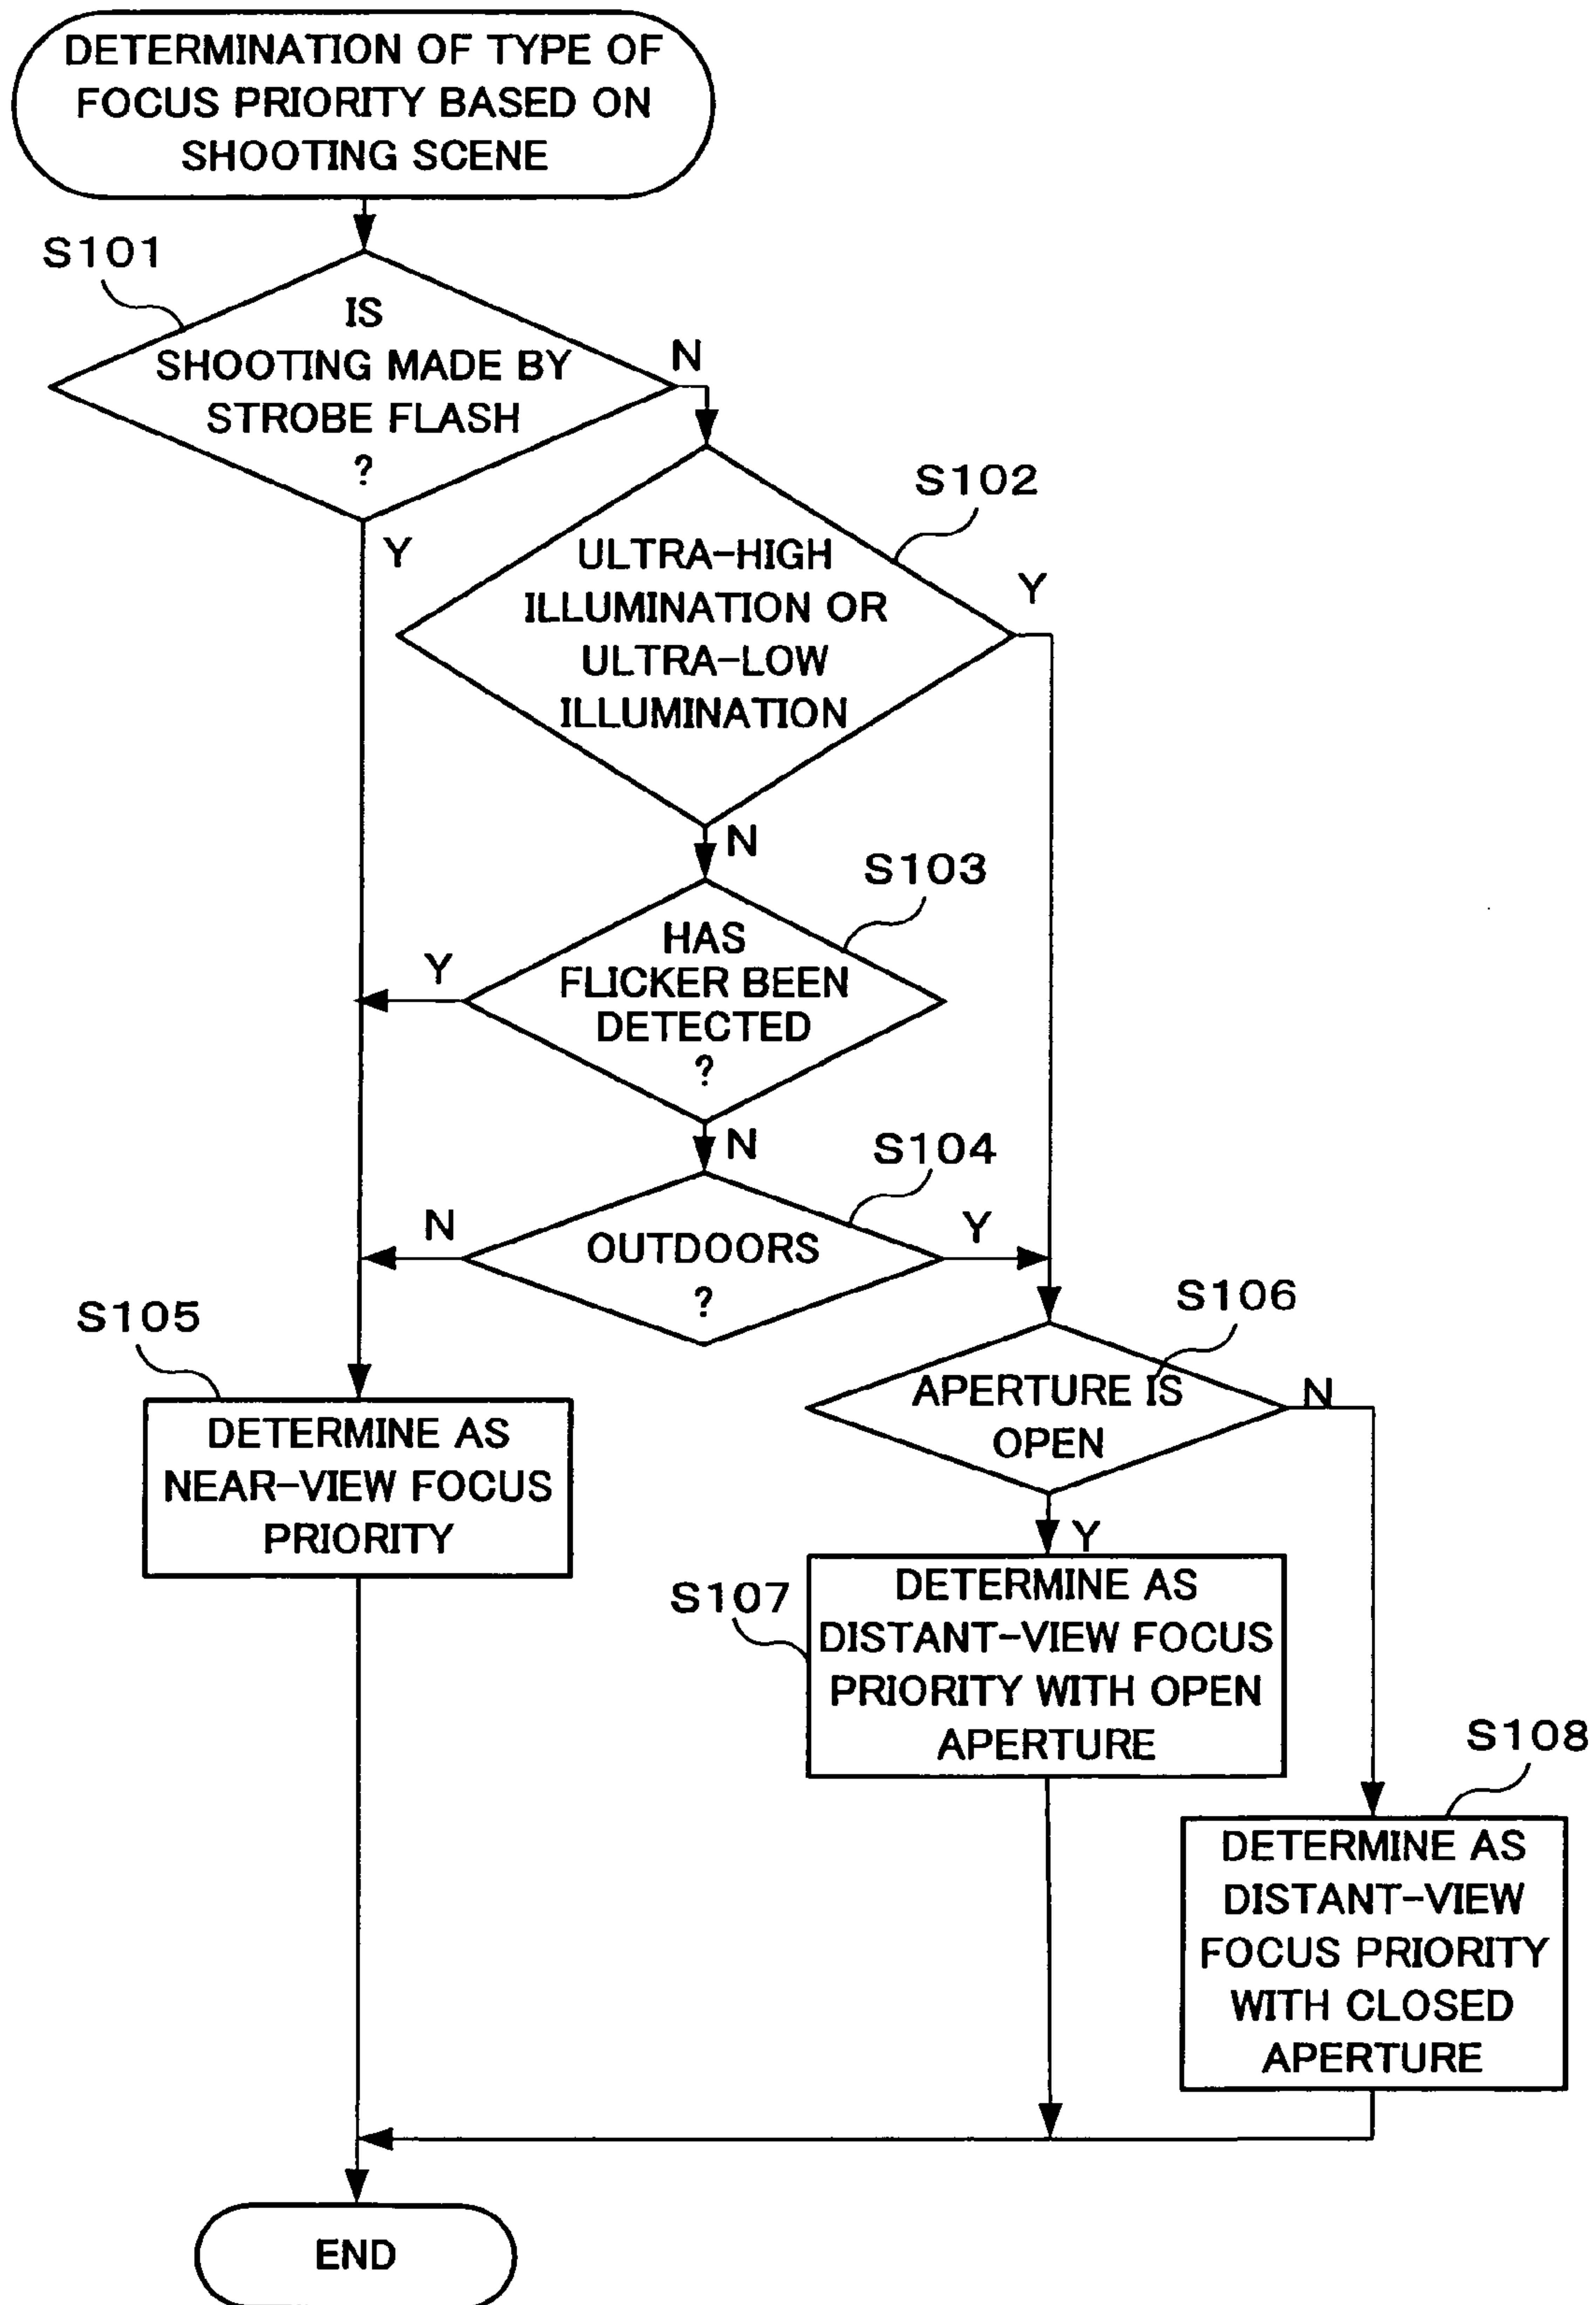 DETERMINATION OF TYPE OF
FOCUS PRIORITY BASED ON
SHOOTING SCENE
S101
IS
SHOOTING MADE BY
STROBE FLASH
?
N
Y
S102
ULTRA-HIGH
ILLUMINATION OR
ULTRA-LOW
ILLUMINATION
Y
N
S103
HAS
FLICKER BEEN
DETECTED
?
Y
N
S104
OUTDOORS
?
N
Y
S105
DETERMINE AS
NEAR-VIEW FOCUS
PRIORITY
S106
APERTURE IS
OPEN
N
Y
S107
DETERMINE AS
DISTANT-VIEW FOCUS
PRIORITY WITH OPEN
APERTURE
S108
DETERMINE AS
DISTANT-VIEW
FOCUS PRIORITY
WITH CLOSED
APERTURE
END